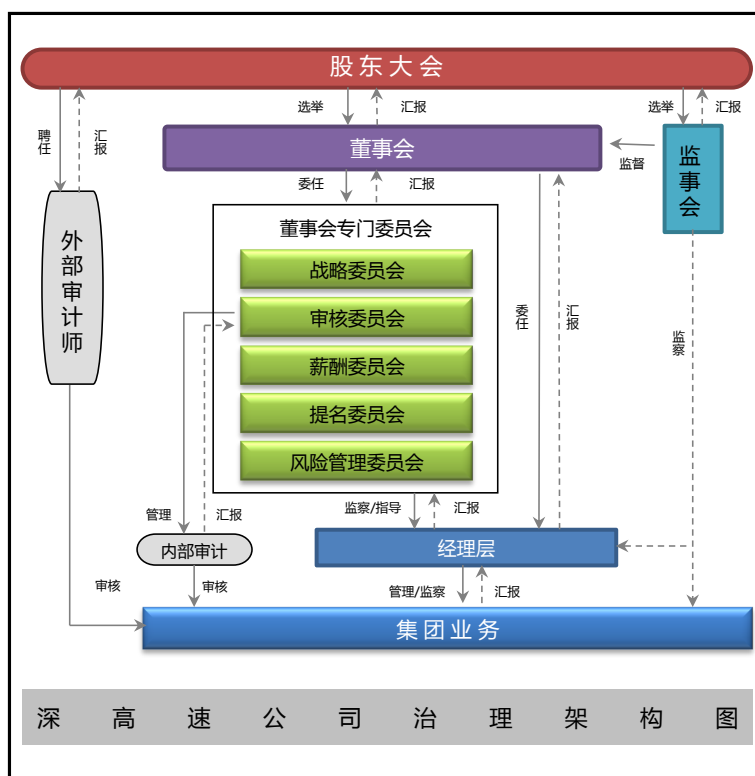 股东大会
选举
汇报
选举
汇报
聘任
汇报
董事会
监督
监事会
委任
汇报
外部审计师
董事会专门委员会
战略委员会
审核委员会
薪酬委员会
提名委员会
风险管理委员会
委任
汇报
监察
管理
汇报
监察/指导
汇报
内部审计
经理层
审核
审核
管理/监察
汇报
集团业务
深高速公司治理架构图